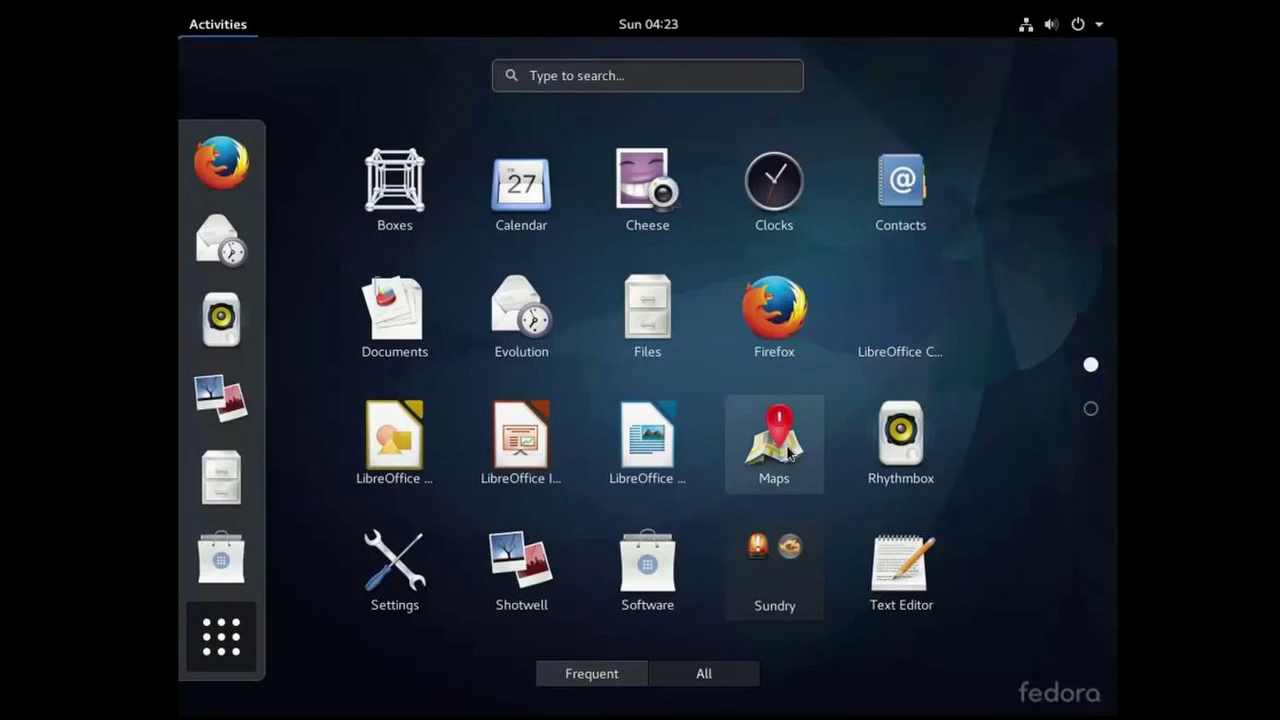 Activities
Sun 04:23
Type to search...
27
Boxes
Calendar
Cheese
Clocks
Contacts
Documents
Evolution
Files
Firefox
LibreOffice C...
LibreOffice ...
LibreOffice I...
LibreOffice ...
Maps
Rhythmbox
Settings
Shotwell
Software
Sundry
Text Editor
Frequent
All
fedora